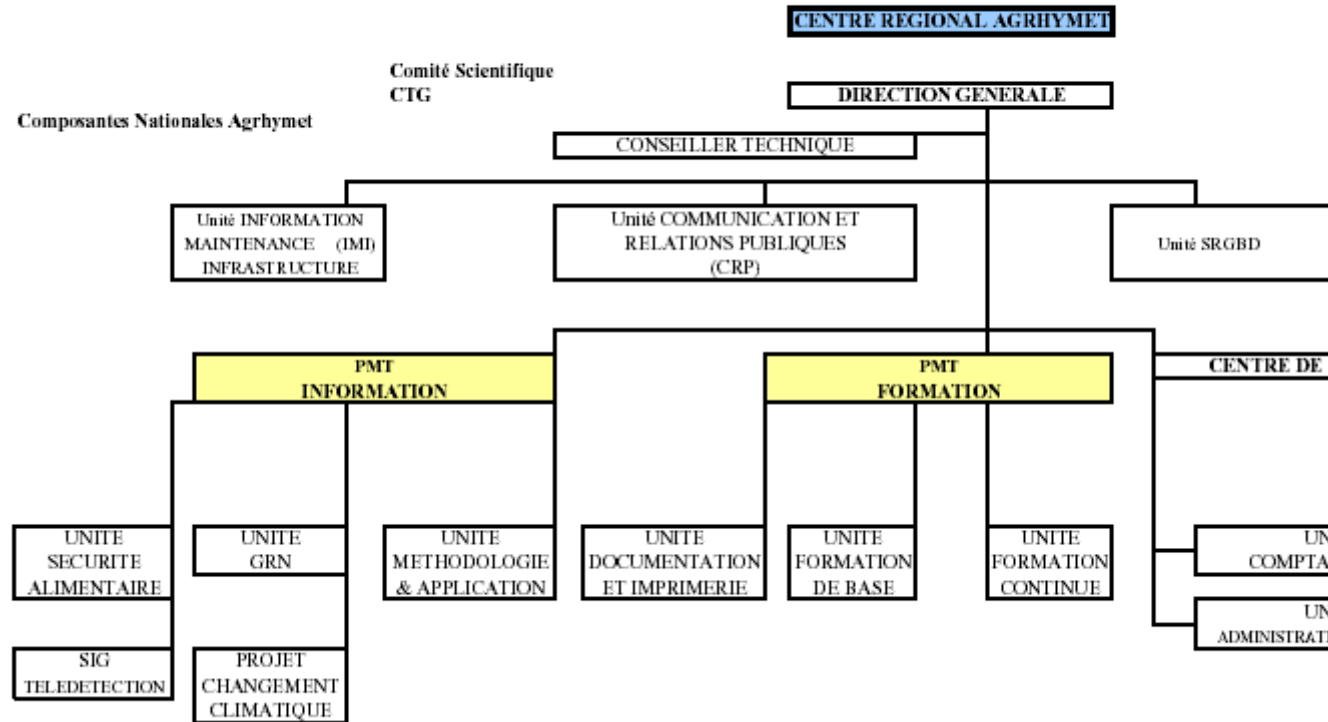 CENTRE REGIONAL AGRHYMET
Comité Scientifique
CTG
DIRECTION GENERALE
Composantes Nationales Agrhymet
CONSEILLER TECHNIQUE
Unité INFORMATION
MAINTENANCE (IMI)
INFRASTRUCTURE
Unité COMMUNICATION ET
RELATIONS PUBLIQUES
(CRP)
Unité SRGBD
PMT
INFORMATION
PMT
FORMATION
CENTRE DE
UNITE
SECURITE
ALIMENTAIRE
UNITE
GRN
UNITE
METHODOLOGIE
& APPLICATION
UNITE
DOCUMENTATION
ET IMPRIMERIE
UNITE
FORMATION
DE BASE
UNITE
FORMATION
CONTINUE
SIG
TELEDETECTION
PROJET
CHANGEMENT
CLIMATIQUE